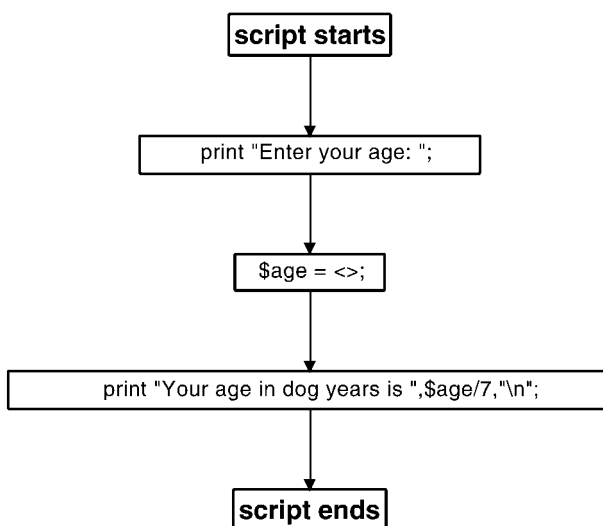 script starts
print "Enter your age: ";
$age = <>;
print "Your age in dog years is ",$age/7,"\n";
script ends